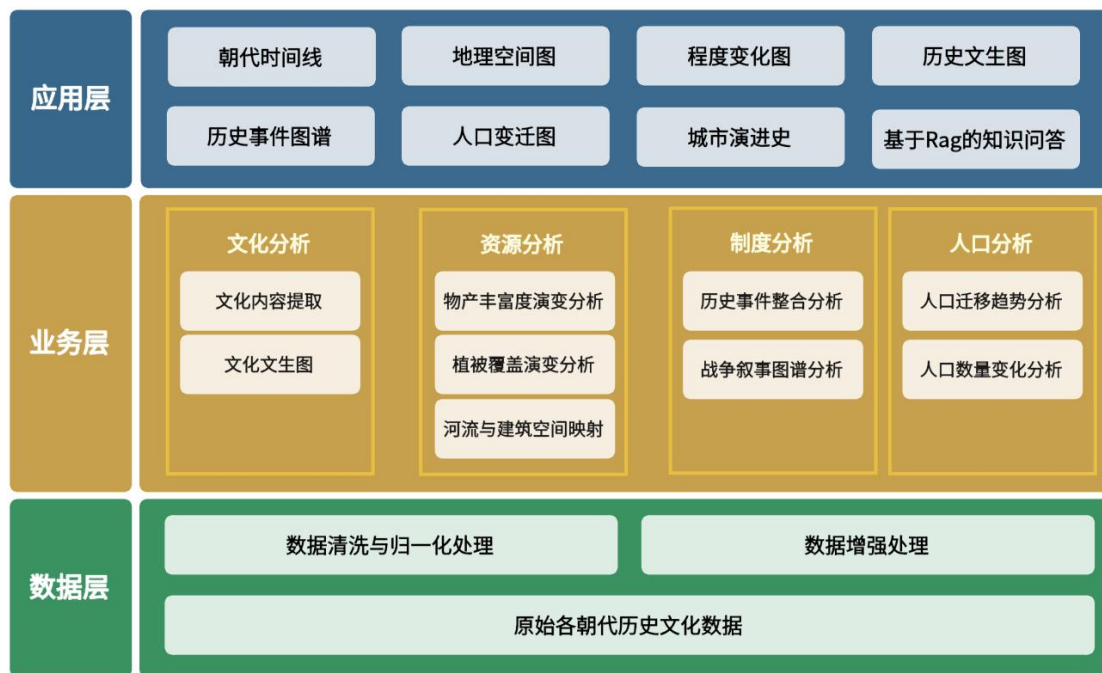 应用层
朝代时间线
地理空间图
程度变化图
历史文生图
历史事件图谱
人口变迁图
城市演进史
基于Rag的知识问答
业务层
文化分析
文化内容提取
文化文生图
资源分析
物产丰富度演变分析
植被覆盖演变分析
河流与建筑空间映射
制度分析
历史事件整合分析
战争叙事图谱分析
人口分析
人口迁移趋势分析
人口数量变化分析
数据层
数据清洗与归一化处理
数据增强处理
原始各朝代历史文化数据